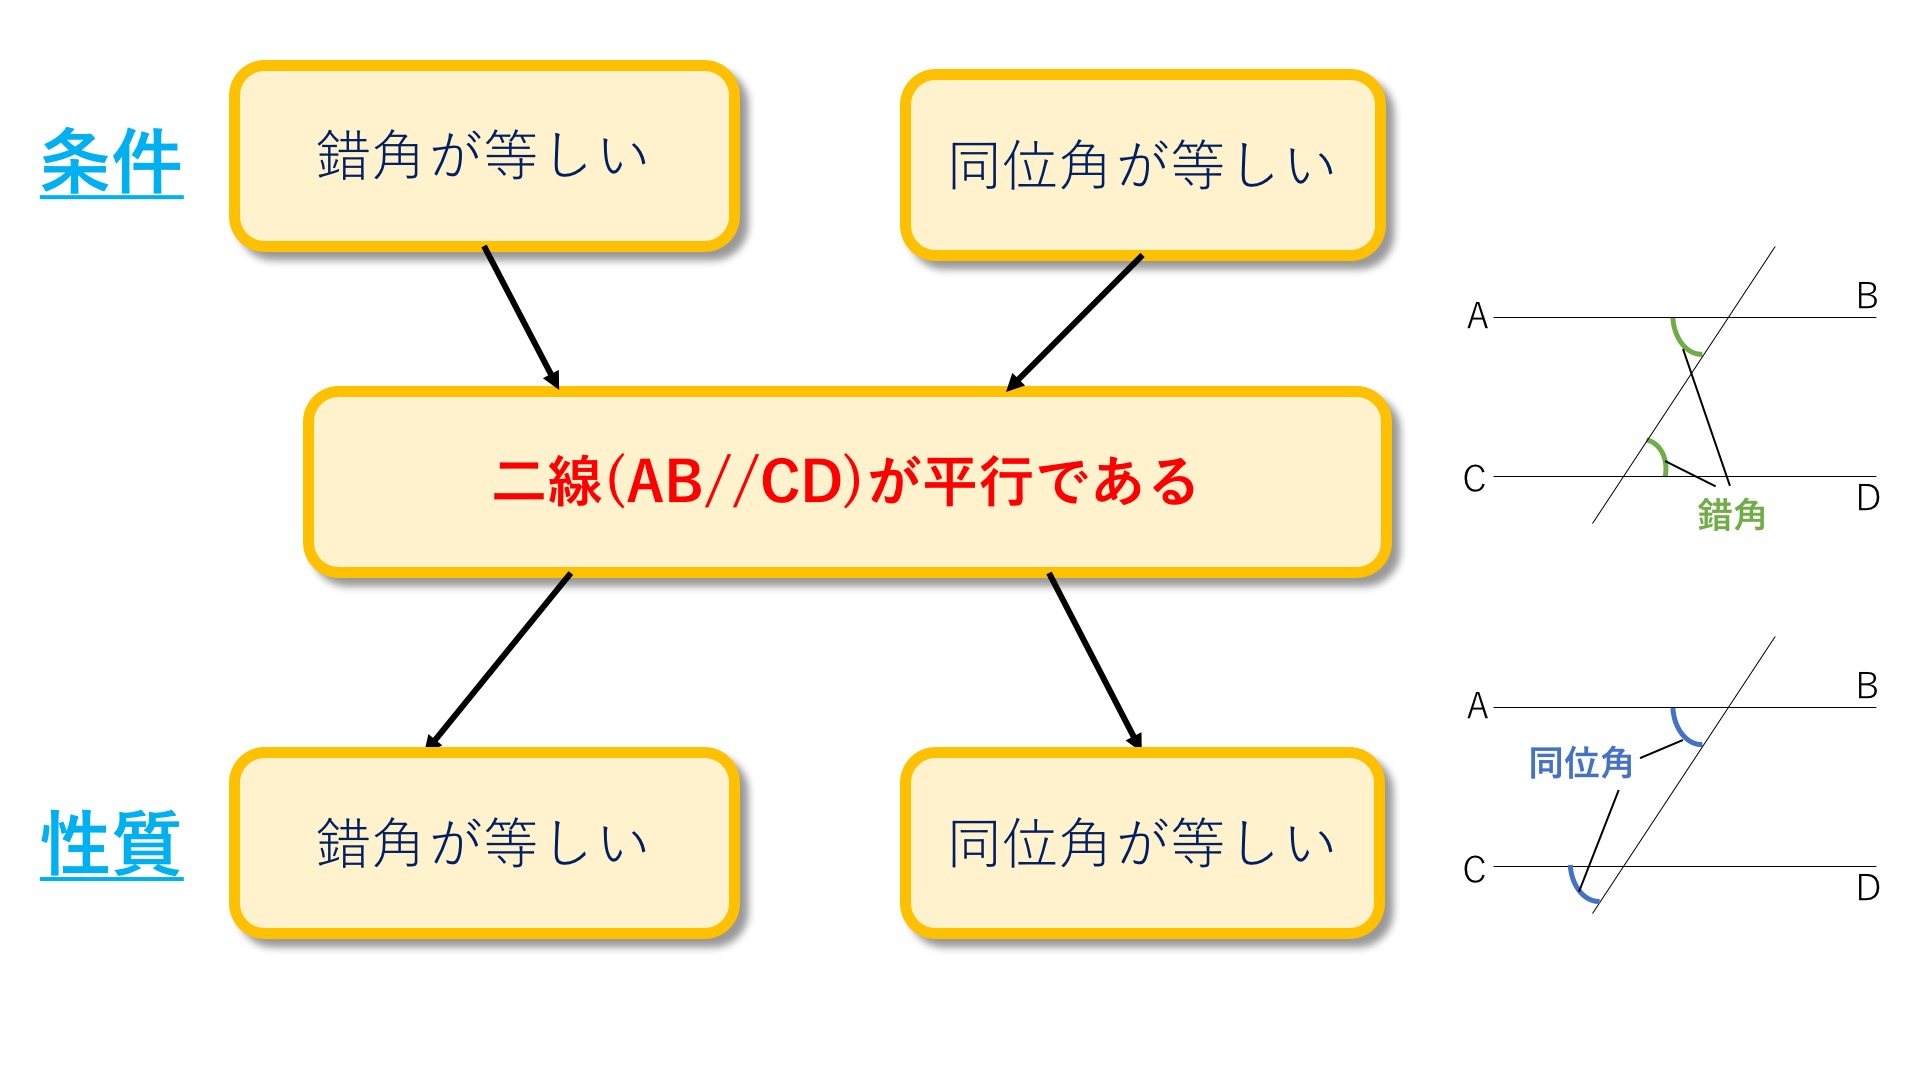 条件
錯角が等しい
同位角が等しい
二線(AB//CD)が平行である
性質
錯角が等しい
同位角が等しい
A
B
C
D
錯角
A
B
同位角
C
D